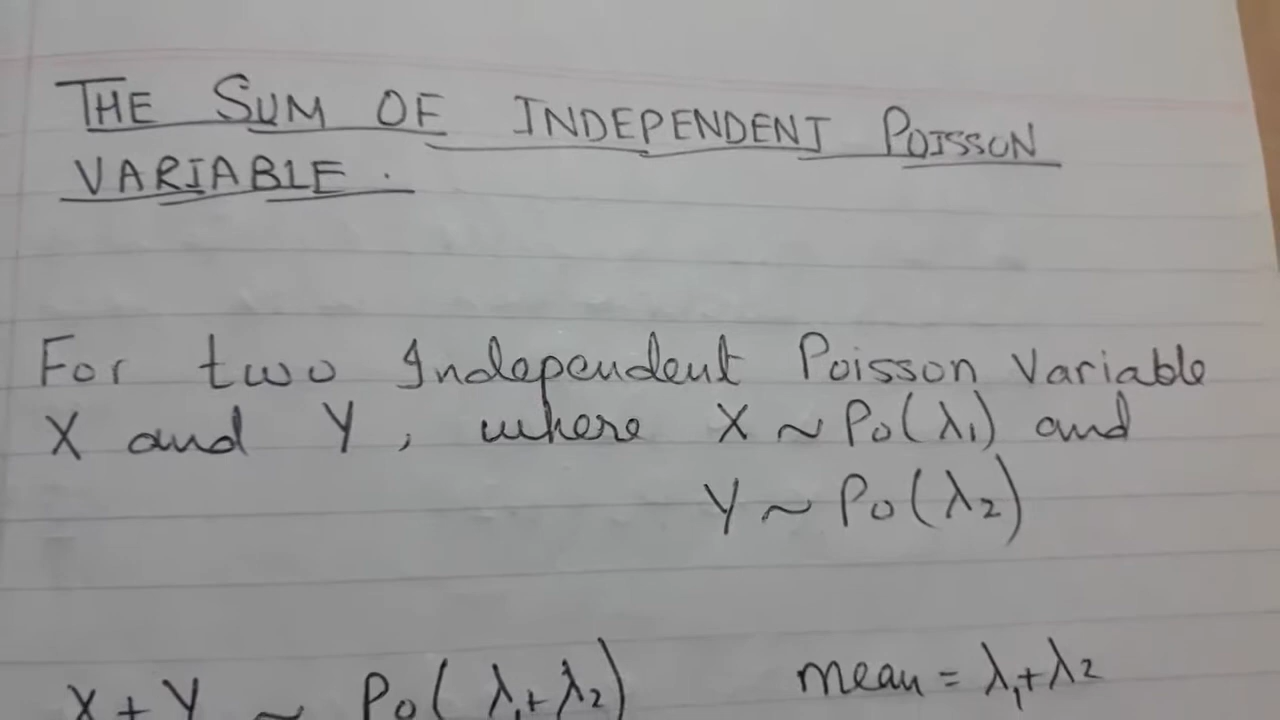 THE SUM OF INDEPENDENT POISSON
VARIABLE.
For two Independent Poisson Variable
X and Y, where X ~ Po(λ1) and
Y ~ Po(λ2)
X + Y ~ Po(λ1+λ2) mean = λ1+λ2